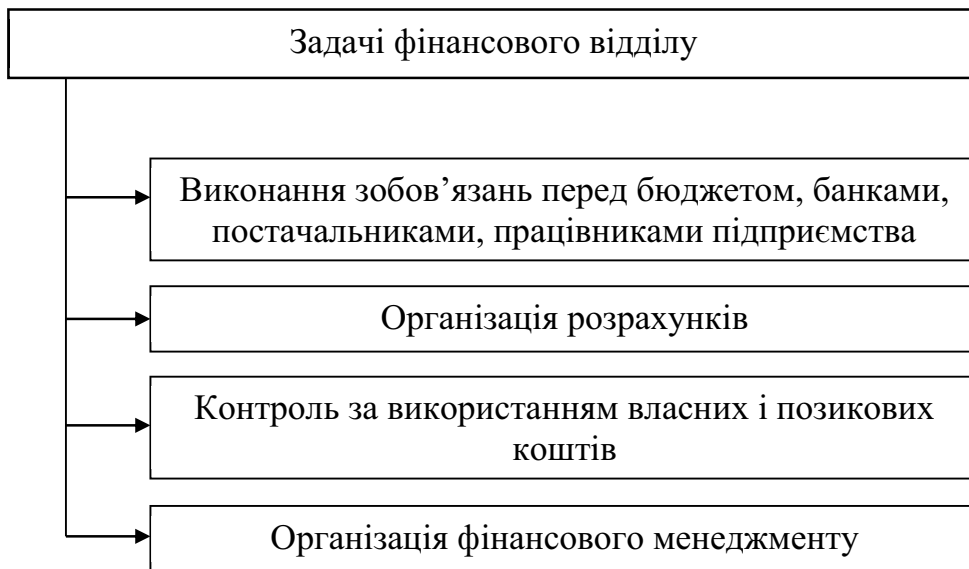 Задачі фінансового відділу
Виконання зобов’язань перед бюджетом, банками,
постачальниками, працівниками підприємства
Організація розрахунків
Контроль за використанням власних і позикових
коштів
Організація фінансового менеджменту